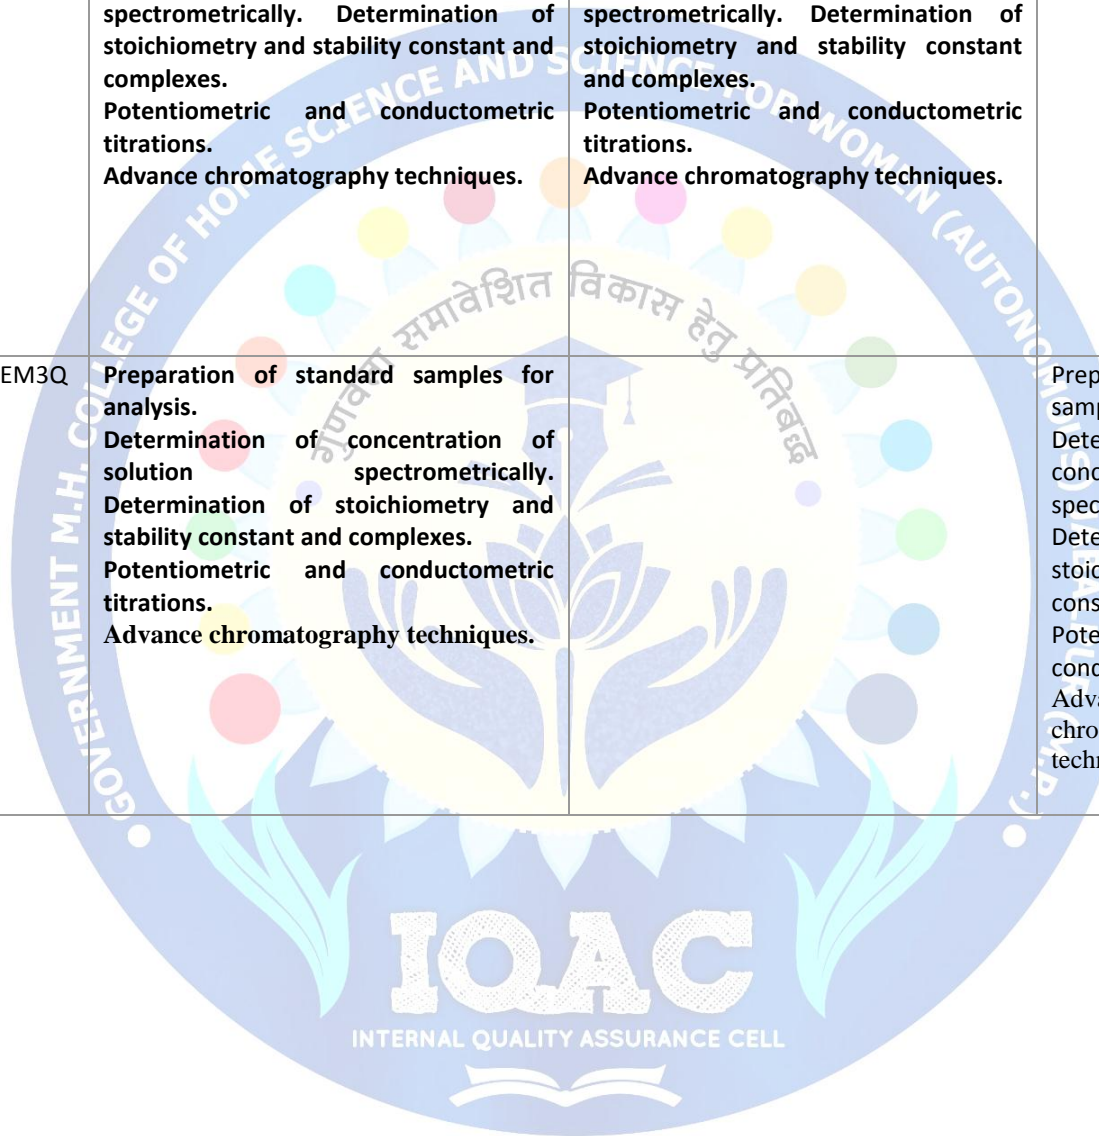 spectrometrically. Determination of
stoichiometry and stability constant and
complexes.
Potentiometric and conductometric
titrations.
Advance chromatography techniques.
spectrometrically. Determination of
stoichiometry and stability constant
and complexes.
Potentiometric and conductometric
titrations.
Advance chromatography techniques.
EM3Q
Preparation of standard samples for
analysis.
Determination of concentration of
solution spectrometrically.
Determination of stoichiometry and
stability constant and complexes.
Potentiometric and conductometric
titrations.
Advance chromatography techniques.
Prep
samp
Dete
conc
spec
Dete
stoic
cons
Pote
cond
Adva
chro
techn
GOVERNMENT M.H. COLLEGE OF HOME SCIENCE AND SCIENCE FOR WOMEN (AUTONOMOUS) JABALPUR (M.P.)
गुणवत्ता समावेशित विकास हेतु प्रतिबद्ध
IQAC
INTERNAL QUALITY ASSURANCE CELL